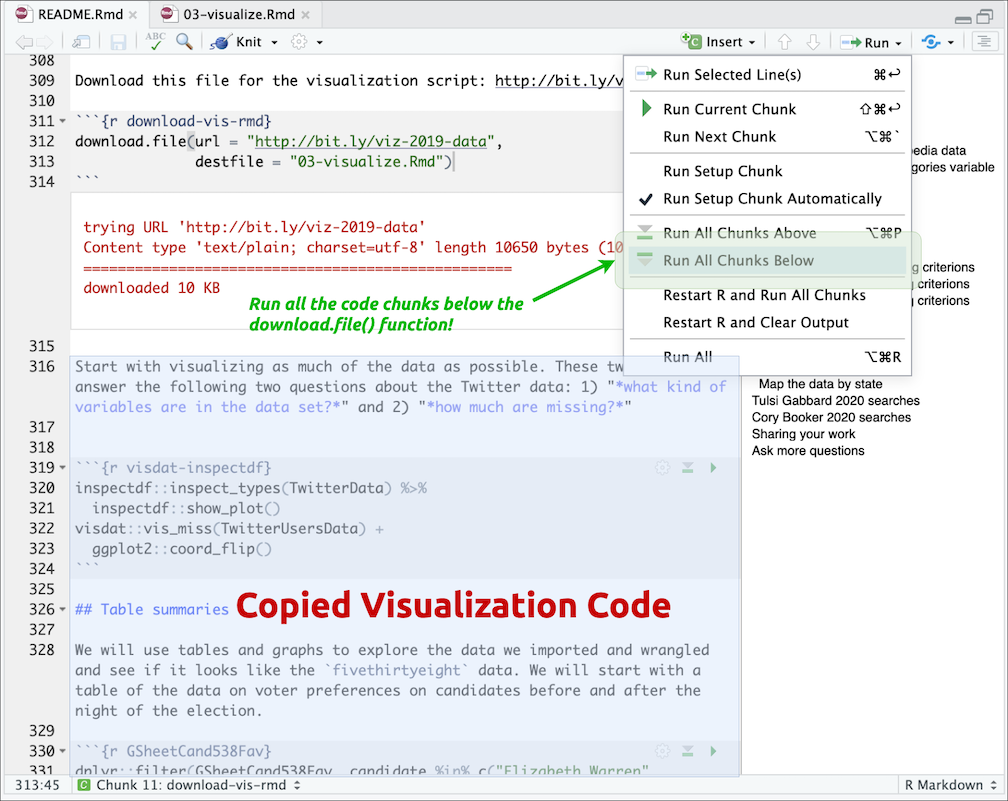 README.Rmd × 03-visualize.Rmd ×
ABC Knit Insert Run
308
309 Download this file for the visualization script: http://bit.ly/v
310
311 ```{r download-vis-rmd}
312 download.file(url = "http://bit.ly/viz-2019-data",
313 destfile = "03-visualize.Rmd")
314 ```
trying URL 'http://bit.ly/viz-2019-data'
Content type 'text/plain; charset=utf-8' length 10650 bytes (10
==================================================
downloaded 10 KB
Run all the code chunks below the
download.file() function!
Run Selected Line(s) ⌘↩
Run Current Chunk ⇧⌘↩
Run Next Chunk ⌥⌘`
Run Setup Chunk
✓ Run Setup Chunk Automatically
Run All Chunks Above ⌥⌘P
Run All Chunks Below
Restart R and Run All Chunks
Restart R and Clear Output
Run All ⌥⌘R
pedia data
gories variable
criterions
criterions
criterions
Map the data by state
Tulsi Gabbard 2020 searches
Cory Booker 2020 searches
Sharing your work
Ask more questions
315
316 Start with visualizing as much of the data as possible. These tw
answer the following two questions about the Twitter data: 1) "*what kind of
variables are in the data set?*" and 2) "*how much are missing?*"
317
318
319 ```{r visdat-inspectdf}
320 inspectdf::inspect_types(TwitterData) %>%
321 inspectdf::show_plot()
322 visdat::vis_miss(TwitterUsersData) +
323 ggplot2::coord_flip()
324 ```
325
326 ## Table summaries
Copied Visualization Code
327
328 We will use tables and graphs to explore the data we imported and wrangled
and see if it looks like the `fivethirtyeight` data. We will start with a
table of the data on voter preferences on candidates before and after the
night of the election.
329
330 ```{r GSheetCand538Fav}
331 dplyr::filter(GSheetCand538Fav, candidate %in% c("Elizabeth Warren"
313:45 C Chunk 11: download-vis-rmd R Markdown